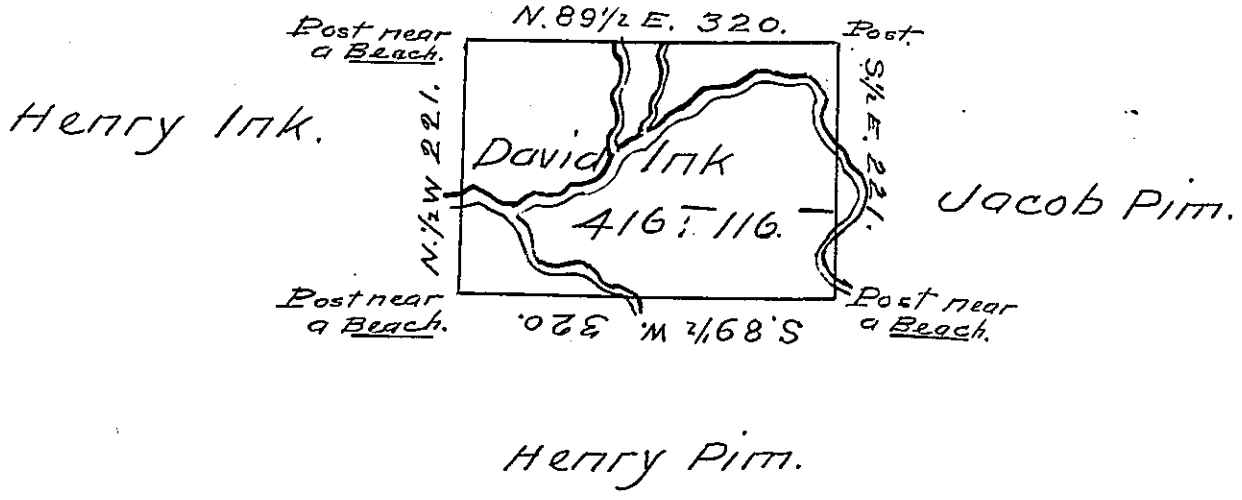 N. 89½ E. 320.
Post near
a Beach.
Post.
S. ½ E. 221.
Henry Ink.
N. ½ W 221.
David Ink
416 : 116.
Jacob Pim.
Post near
a Beach.
S. 89½ W. 320.
Post near
a Beach.
Henry Pim.